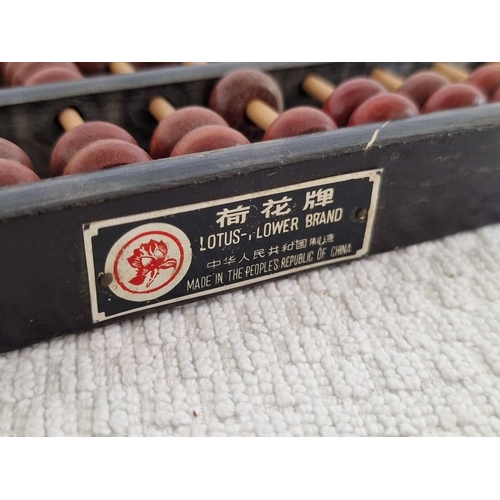 荷花牌
LOTUS-FLOWER BRAND
中华人民共和国制造
MADE IN THE PEOPLE'S REPUBLIC OF CHINA